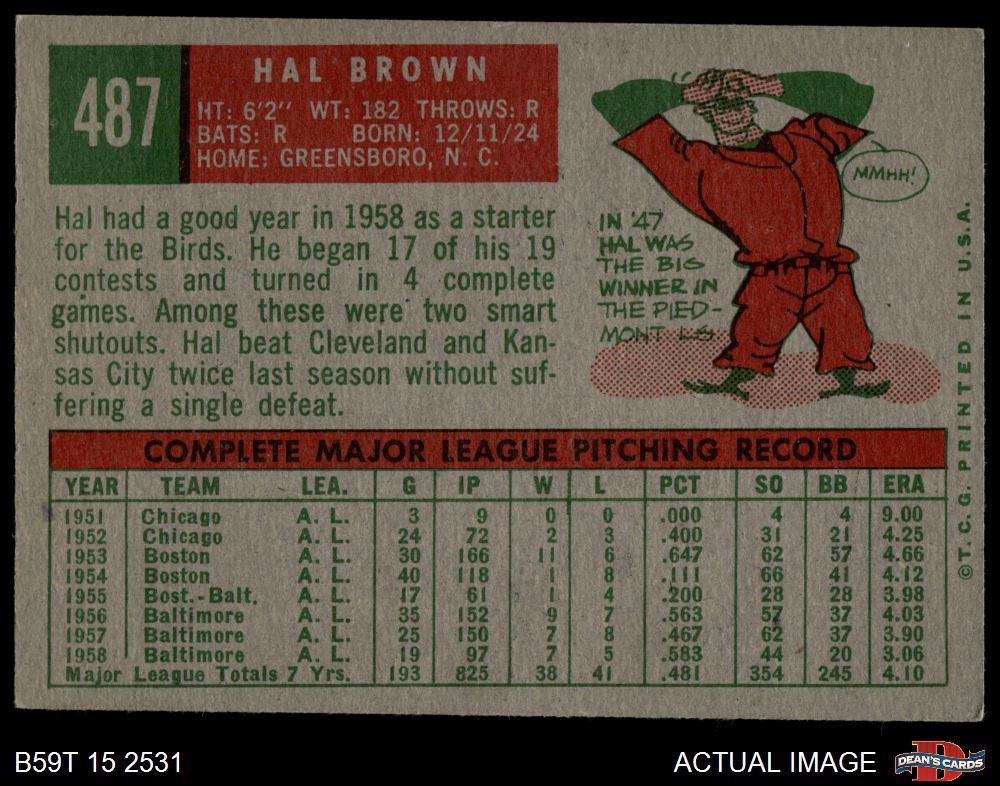 487
HAL BROWN
HT: 6'2" WT: 182 THROWS: R
BATS: R BORN: 12/11/24
HOME: GREENSBORO, N. C.
Hal had a good year in 1958 as a starter
for the Birds. He began 17 of his 19
contests and turned in 4 complete
games. Among these were two smart
shutouts. Hal beat Cleveland and Kan-
sas City twice last season without suf-
fering a single defeat.
IN '47
HAL WAS
THE BIG
WINNER IN
THE PIED-
MONT LG
MMHH!
COMPLETE MAJOR LEAGUE PITCHING RECORD
YEAR TEAM LEA. G IP W L PCT SO BB ERA
1951 Chicago A. L. 3 9 0 0 .000 4 4 9.00
1952 Chicago A. L. 24 72 2 3 .400 31 21 4.25
1953 Boston A. L. 30 166 11 6 .647 62 57 4.66
1954 Boston A. L. 40 118 1 8 .111 66 41 4.12
1955 Bost.-Balt. A. L. 17 61 1 4 .200 28 28 3.98
1956 Baltimore A. L. 35 152 9 7 .563 57 37 4.03
1957 Baltimore A. L. 25 150 7 8 .467 62 37 3.90
1958 Baltimore A. L. 19 97 7 5 .583 44 20 3.06
Major League Totals 7 Yrs. 193 825 38 41 .481 354 245 4.10
©T. C. G. PRINTED IN U.S.A.
B59T 15 2531
ACTUAL IMAGE
DEAN'S CARDS